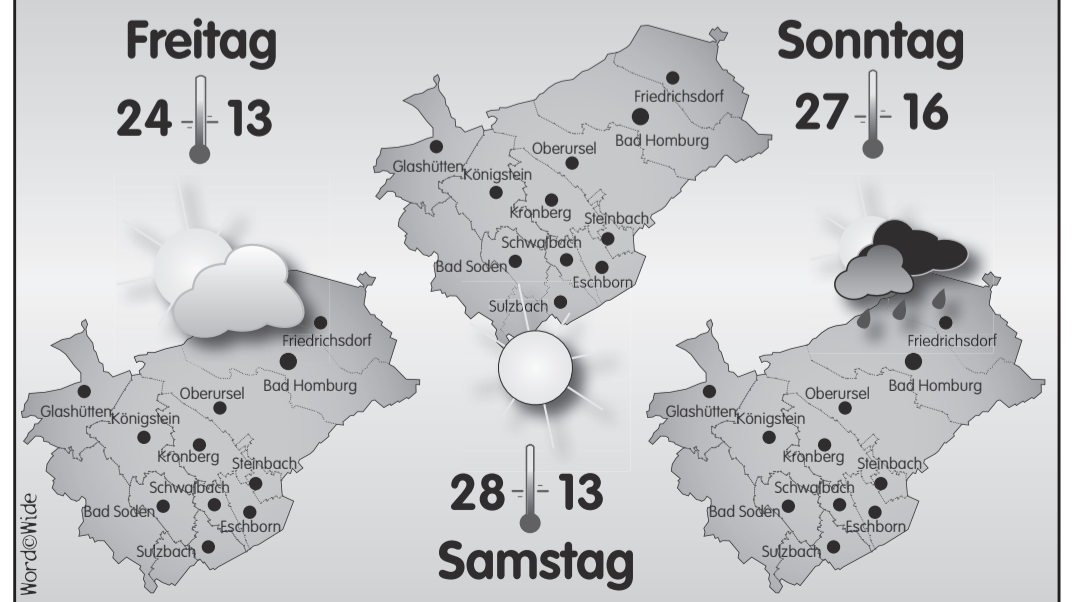 Freitag
24 13
Friedrichsdorf
Bad Homburg
Oberursel
Glashütten
Königstein
Kronberg
Steinbach
Schwalbach
Bad Soden
Eschborn
Sulzbach
Friedrichsdorf
Bad Homburg
Oberursel
Glashütten
Königstein
Kronberg
Steinbach
Schwalbach
Bad Soden
Eschborn
Sulzbach
28 13
Samstag
Sonntag
27 16
Friedrichsdorf
Bad Homburg
Oberursel
Glashütten
Königstein
Kronberg
Steinbach
Schwalbach
Bad Soden
Eschborn
Sulzbach
Word©Wide